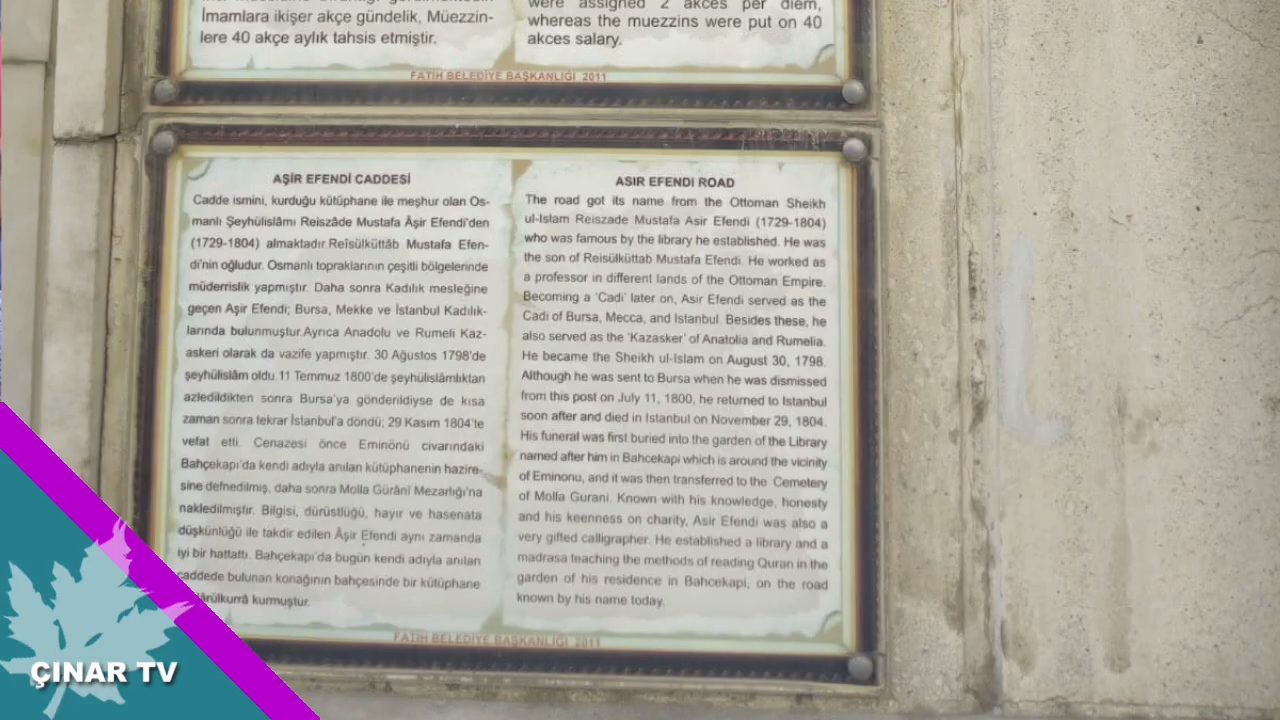 İmamlara ikişer akçe gündelik, Müezzin-
lere 40 akçe aylık tahsis etmiştir.
were assigned 2 akces per diem,
whereas the muezzins were put on 40
akces salary.
FATİH BELEDİYE BAŞKANLIĞI 2011
AŞİR EFENDİ CADDESİ
Cadde ismini, kurduğu kütüphane ile meşhur olan Os-
manlı Şeyhülislâmı Reiszâde Mustafa Âşir Efendi'den
(1729-1804) almaktadır.Reîsülküttâb Mustafa Efen-
di'nin oğludur. Osmanlı topraklarının çeşitli bölgelerinde
müderrislik yapmıştır. Daha sonra Kadılık mesleğine
geçen Aşir Efendi; Bursa, Mekke ve İstanbul Kadılık-
larında bulunmuştur.Ayrıca Anadolu ve Rumeli Kaz-
askeri olarak da vazife yapmıştır. 30 Ağustos 1798'de
şeyhülislâm oldu.11 Temmuz 1800'de şeyhülislâmlıktan
azledildikten sonra Bursa'ya gönderildiyse de kısa
zaman sonra tekrar İstanbul'a döndü; 29 Kasım 1804'te
vefat etti. Cenazesi önce Eminönü civarındaki
Bahçekapı'da kendi adıyla anılan kütüphanenin hazire-
sine defnedilmiş, daha sonra Molla Gürânî Mezarlığı'na
nakledilmiştir. Bilgisi, dürüstlüğü, hayır ve hasenata
düşkünlüğü ile takdir edilen Âşir Efendi aynı zamanda
iyi bir hattattı. Bahçekapı'da bugün kendi adıyla anılan
caddede bulunan konağının bahçesinde bir kütüphane
kurmuştur.
ASIR EFENDI ROAD
The road got its name from the Ottoman Sheikh
ul-Islam Reiszade Mustafa Asir Efendi (1729-1804)
who was famous by the library he established. He was
the son of Reisülküttab Mustafa Efendi. He worked as
a professor in different lands of the Ottoman Empire.
Becoming a 'Cadi' later on, Asir Efendi served as the
Cadi of Bursa, Mecca, and Istanbul. Besides these, he
also served as the 'Kazasker' of Anatolia and Rumelia.
He became the Sheikh ul-Islam on August 30, 1798.
Although he was sent to Bursa when he was dismissed
from this post on July 11, 1800, he returned to Istanbul
soon after and died in Istanbul on November 29, 1804.
His funeral was first buried into the garden of the Library
named after him in Bahcekapi which is around the vicinity
of Eminonu, and it was then transferred to the Cemetery
of Molla Gurani. Known with his knowledge, honesty
and his keenness on charity, Asir Efendi was also a
very gifted calligrapher. He established a library and a
madrasa teaching the methods of reading Quran in the
garden of his residence in Bahcekapi, on the road
known by his name today.
FATİH BELEDİYE BAŞKANLIĞI 2011
ÇINAR TV